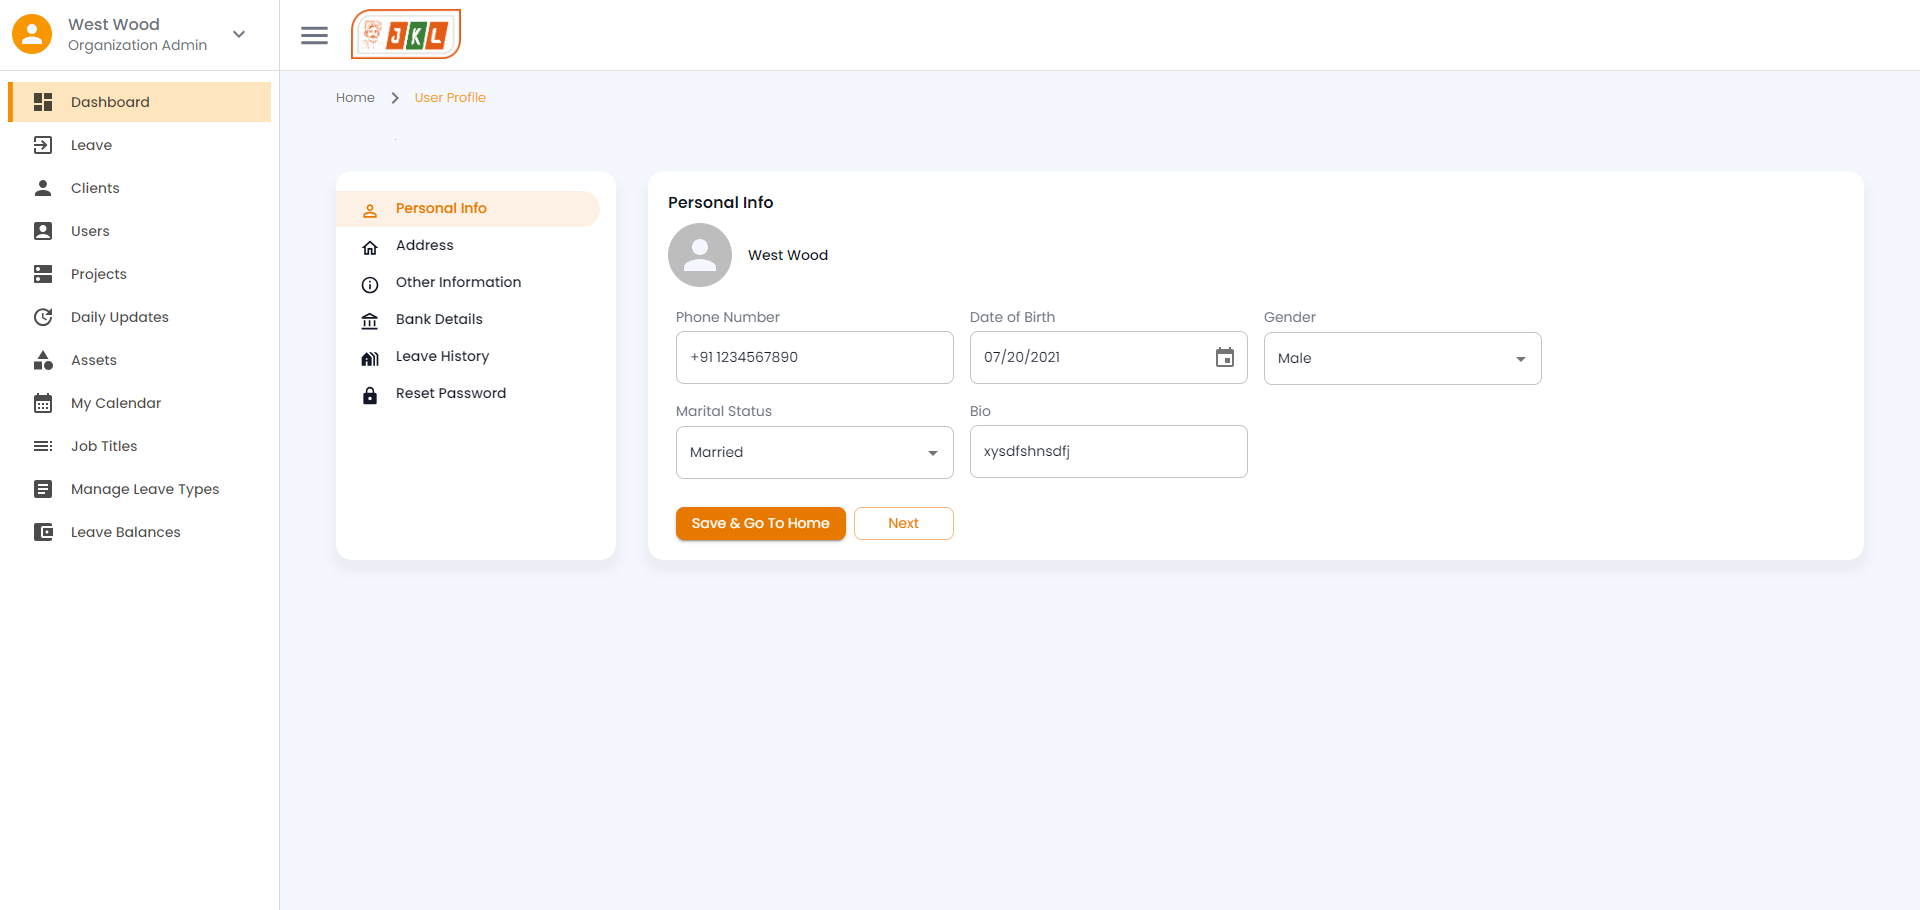 West Wood
Organization Admin
JKL
Dashboard
Leave
Clients
Users
Projects
Daily Updates
Assets
My Calendar
Job Titles
Manage Leave Types
Leave Balances
Home > User Profile
Personal Info
Address
Other Information
Bank Details
Leave History
Reset Password
Personal Info
West Wood
Phone Number
+91 1234567890
Date of Birth
07/20/2021
Gender
Male
Marital Status
Married
Bio
xysdfshnsdfj
Save & Go To Home
Next